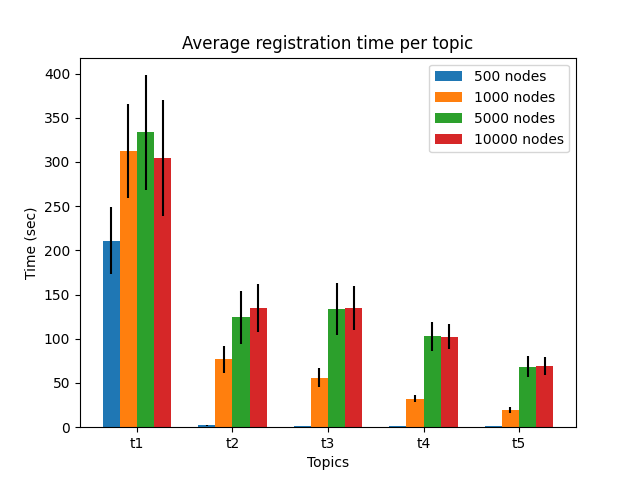 Average registration time per topic
500 nodes
1000 nodes
5000 nodes
10000 nodes
Time (sec)
400
350
300
250
200
150
100
50
0
t1 t2 t3 t4 t5
Topics